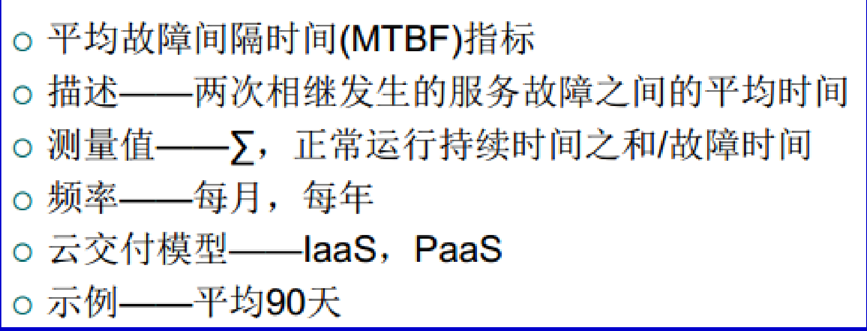 ○ 平均故障间隔时间(MTBF)指标
○ 描述——两次相继发生的服务故障之间的平均时间
○ 测量值——∑，正常运行持续时间之和/故障时间
○ 频率——每月，每年
○ 云交付模型——IaaS，PaaS
○ 示例——平均90天